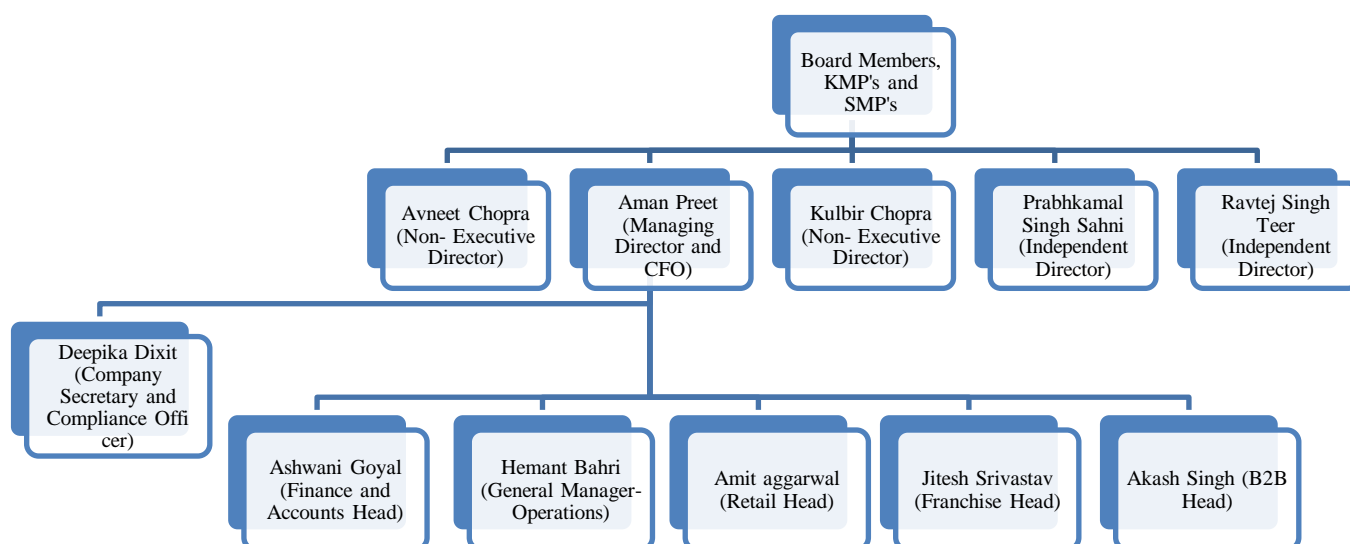 Board Members,
KMP's and
SMP's
Avneet Chopra
(Non- Executive
Director)
Aman Preet
(Managing
Director and
CFO)
Kulbir Chopra
(Non- Executive
Director)
Prabhkamal
Singh Sahni
(Independent
Director)
Ravtej Singh
Teer
(Independent
Director)
Deepika Dixit
(Company
Secretary and
Compliance Offi
cer)
Ashwani Goyal
(Finance and
Accounts Head)
Hemant Bahri
(General Manager-
Operations)
Amit aggarwal
(Retail Head)
Jitesh Srivastav
(Franchise Head)
Akash Singh (B2B
Head)